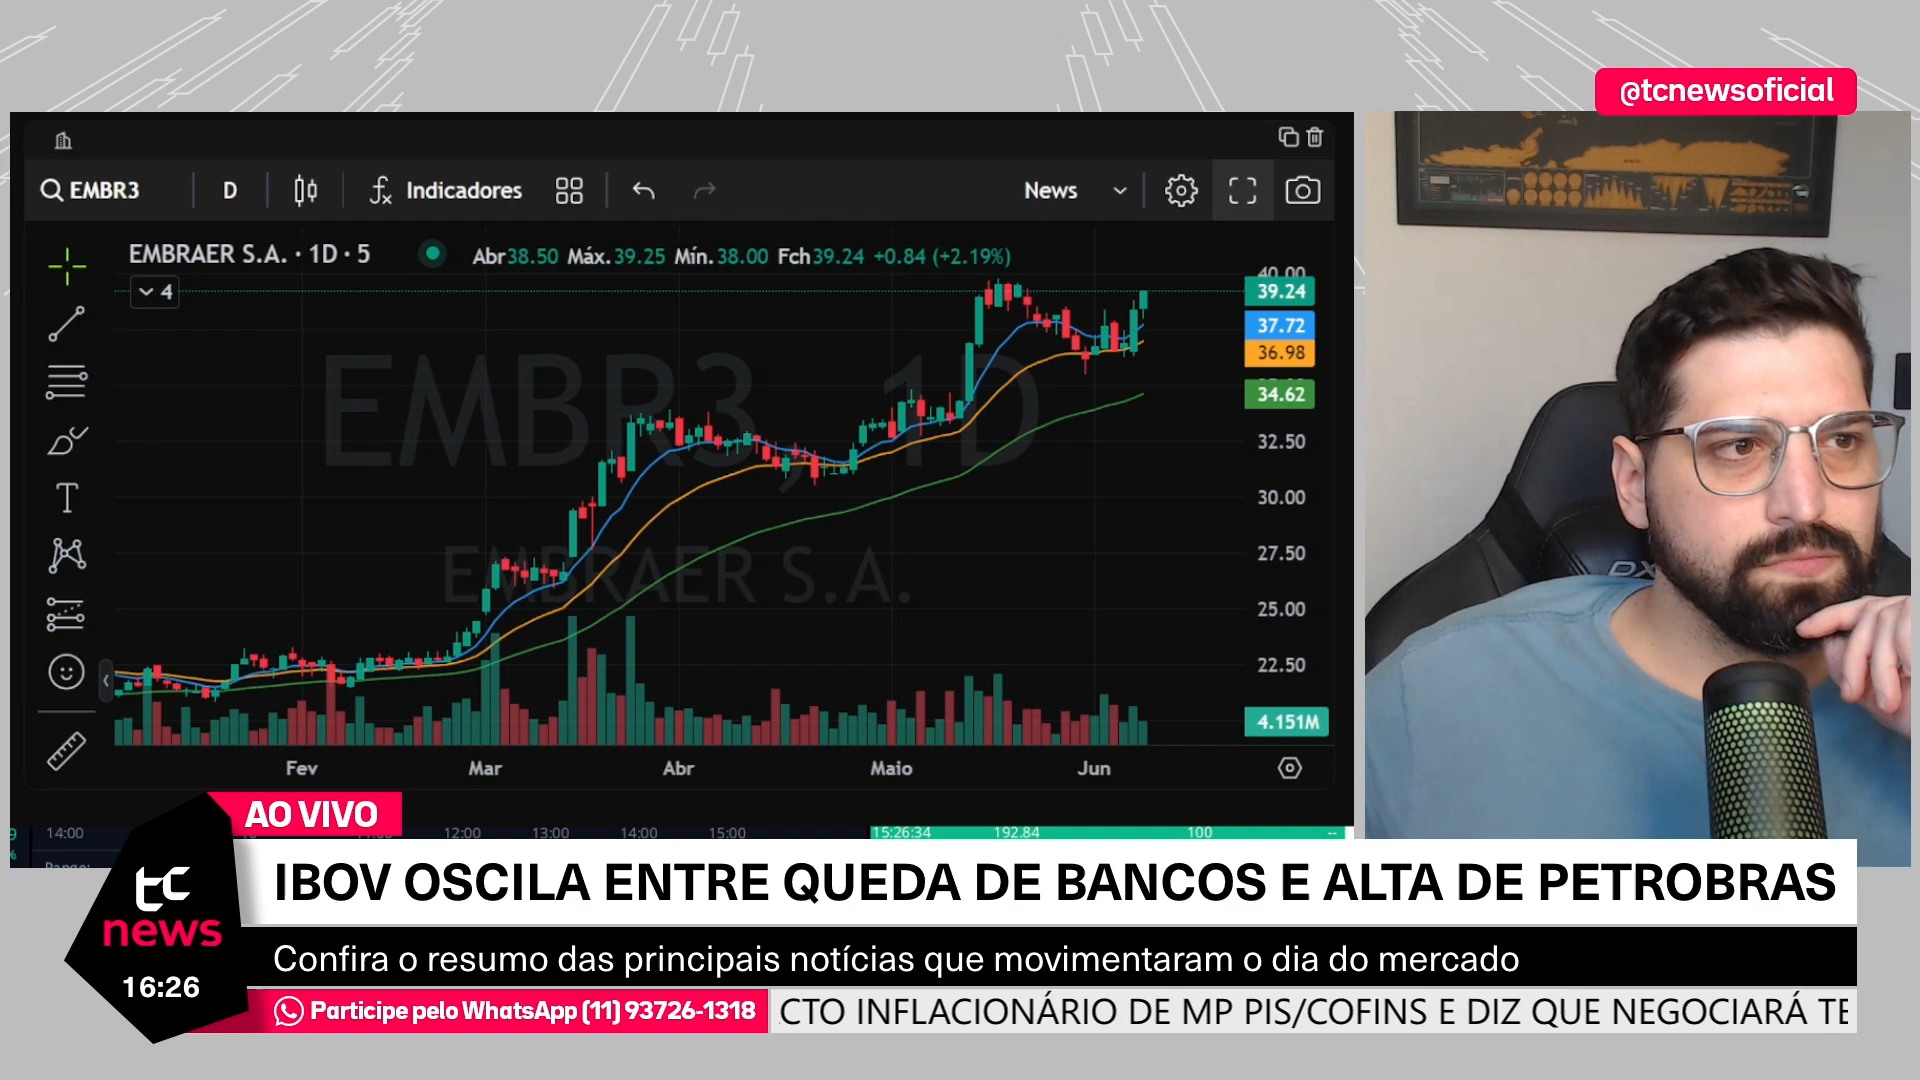 @tcnewsoficial
EMBR3
D
Indicadores
News
EMBRAER S.A. · 1D · 5
Abr38.50 Máx.39.25 Mín.38.00 Fch39.24 +0.84 (+2.19%)
4
40.00
39.24
37.72
36.98
34.62
32.50
30.00
27.50
25.00
22.50
4.151M
EMBR3, 1D
EMBRAER S.A.
Fev Mar Abr Maio Jun
14:00 12:00 13:00 14:00 15:00 15:26:34 192.84 100 --
AO VIVO
tc
news
16:26
IBOV OSCILA ENTRE QUEDA DE BANCOS E ALTA DE PETROBRAS
Confira o resumo das principais notícias que movimentaram o dia do mercado
Participe pelo WhatsApp (11) 93726-1318
CTO INFLACIONÁRIO DE MP PIS/COFINS E DIZ QUE NEGOCIARÁ TE